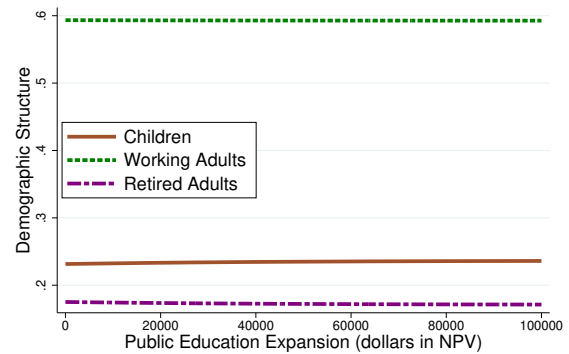 Demographic Structure
.6
.5
.4
.3
.2
Children
Working Adults
Retired Adults
0
20000
40000
60000
80000
100000
Public Education Expansion (dollars in NPV)